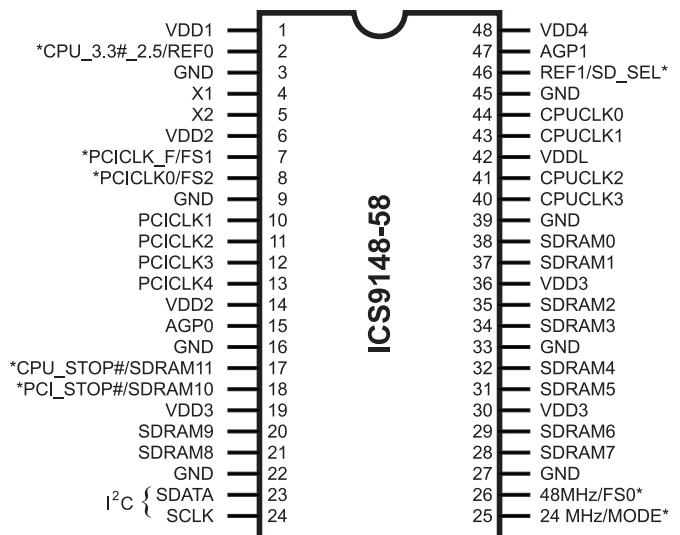 VDD1 1 48 VDD4
*CPU_3.3#_2.5/REF0 2 47 AGP1
GND 3 46 REF1/SD_SEL*
X1 4 45 GND
X2 5 44 CPUCLK0
VDD2 6 43 CPUCLK1
*PCICLK_F/FS1 7 42 VDDL
*PCICLK0/FS2 8 41 CPUCLK2
GND 9 40 CPUCLK3
PCICLK1 10 39 GND
PCICLK2 11 38 SDRAM0
PCICLK3 12 37 SDRAM1
PCICLK4 13 36 VDD3
VDD2 14 35 SDRAM2
AGP0 15 34 SDRAM3
GND 16 33 GND
*CPU_STOP#/SDRAM11 17 32 SDRAM4
*PCI_STOP#/SDRAM10 18 31 SDRAM5
VDD3 19 30 VDD3
SDRAM9 20 29 SDRAM6
SDRAM8 21 28 SDRAM7
GND 22 27 GND
I²C { SDATA 23 26 48MHz/FS0*
SCLK 24 25 24 MHz/MODE*
ICS9148-58